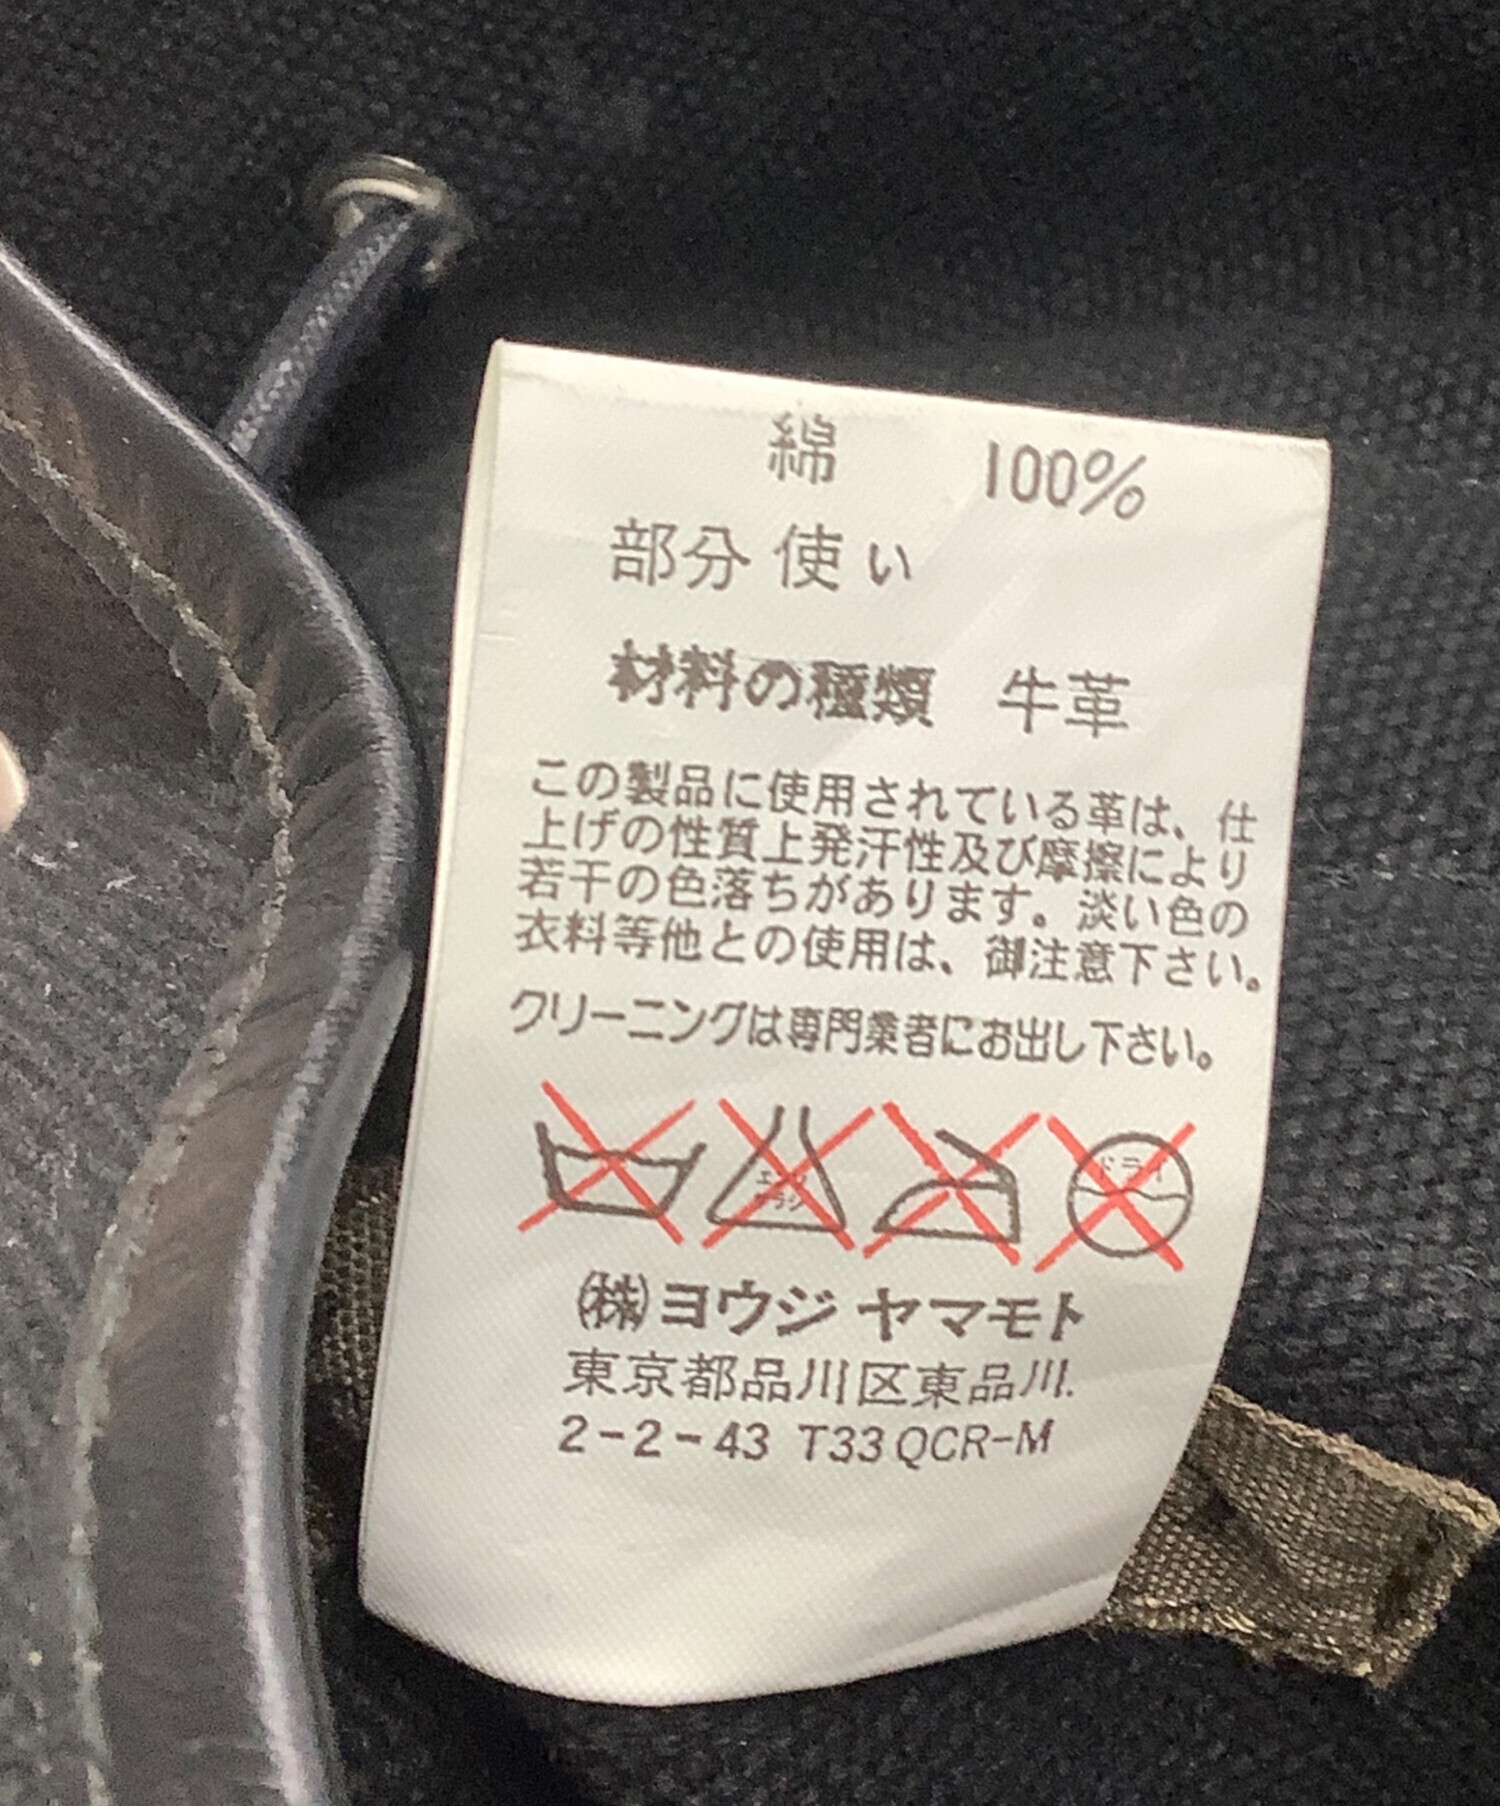 綿 100%
部分使い
材料の種類 牛革
この製品に使用されている革は、仕
上げの性質上発汗性及び摩擦により
若干の色落ちがあります。淡い色の
衣料等他との使用は、御注意下さい。
クリーニングは専門業者にお出し下さい。
ドライ
(株)ヨウジ ヤマモト
東京都品川区東品川.
2-2-43 T33 QCR-M